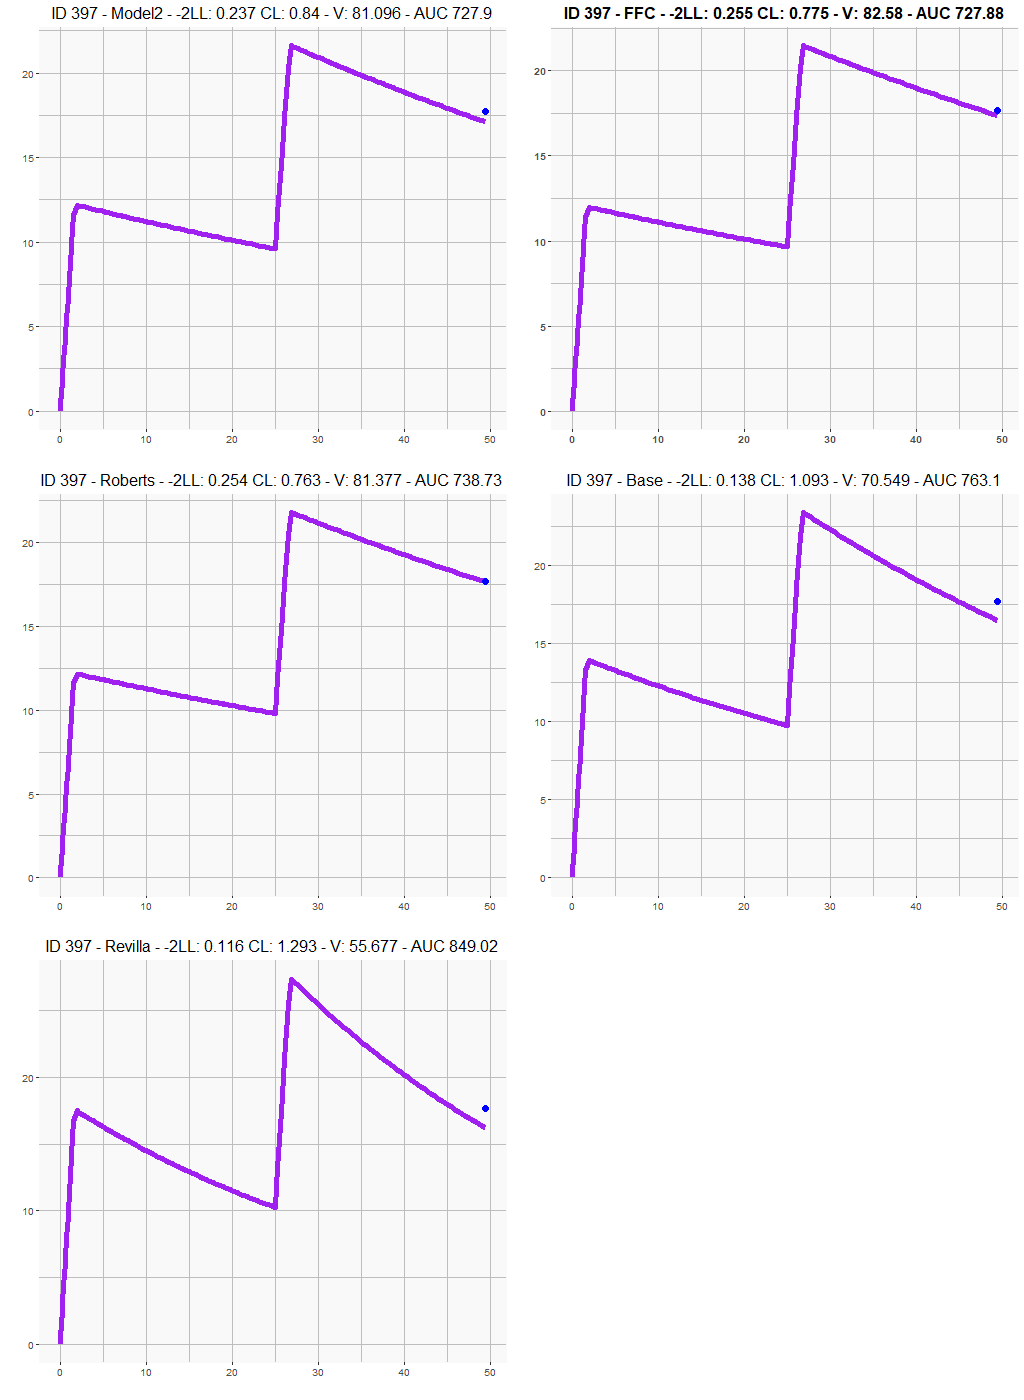 ID 397 - Model2 - -2LL: 0.237 CL: 0.84 - V: 81.096 - AUC 727.9
20
15
10
5
0
0 10 20 30 40 50
ID 397 - FFC - -2LL: 0.255 CL: 0.775 - V: 82.58 - AUC 727.88
20
15
10
5
0
0 10 20 30 40 50
ID 397 - Roberts - -2LL: 0.254 CL: 0.763 - V: 81.377 - AUC 738.73
20
15
10
5
0
0 10 20 30 40 50
ID 397 - Base - -2LL: 0.138 CL: 1.093 - V: 70.549 - AUC 763.1
20
15
10
5
0
0 10 20 30 40 50
ID 397 - Revilla - -2LL: 0.116 CL: 1.293 - V: 55.677 - AUC 849.02
20
10
0
0 10 20 30 40 50